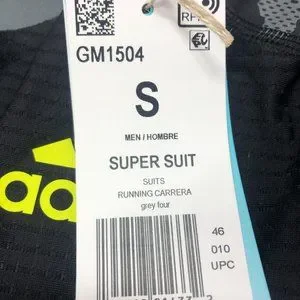 GM1504
S
MEN / HOMBRE
SUPER SUIT
SUITS
RUNNING CARRERA
grey four
46
010
UPC